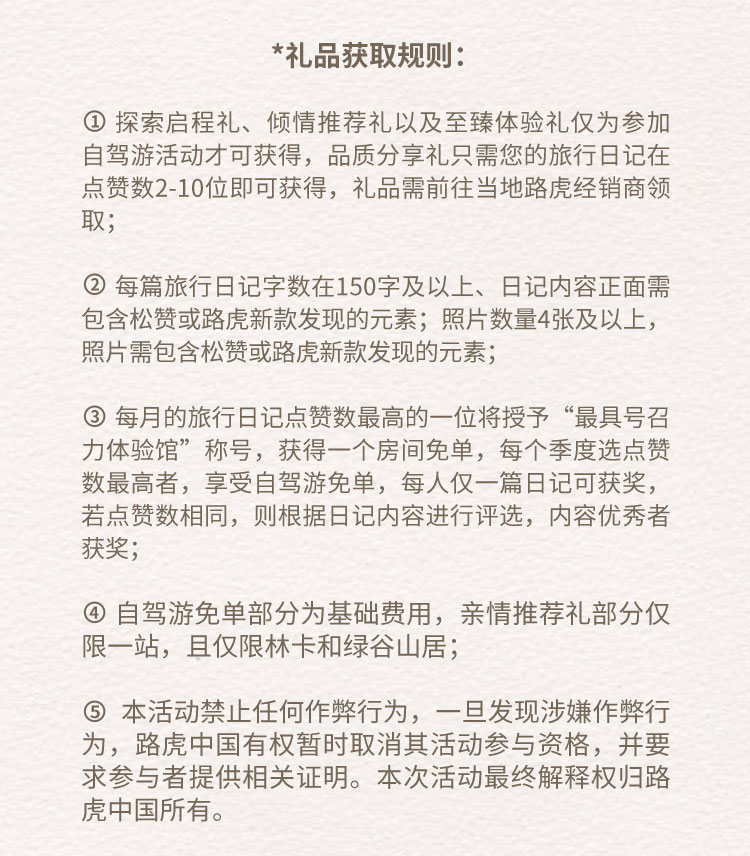 *礼品获取规则：
① 探索启程礼、倾情推荐礼以及至臻体验礼仅为参加
自驾游活动才可获得，品质分享礼只需您的旅行日记在
点赞数2-10位即可获得，礼品需前往当地路虎经销商领
取；
② 每篇旅行日记字数在150字及以上、日记内容正面需
包含松赞或路虎新款发现的元素；照片数量4张及以上，
照片需包含松赞或路虎新款发现的元素；
③ 每月的旅行日记点赞数最高的一位将授予“最具号召
力体验馆”称号，获得一个房间免单，每个季度选点赞
数最高者，享受自驾游免单，每人仅一篇日记可获奖，
若点赞数相同，则根据日记内容进行评选，内容优秀者
获奖；
④ 自驾游免单部分为基础费用，亲情推荐礼部分仅
限一站，且仅限林卡和绿谷山居；
⑤ 本活动禁止任何作弊行为，一旦发现涉嫌作弊行
为，路虎中国有权暂时取消其活动参与资格，并要
求参与者提供相关证明。本次活动最终解释权归路
虎中国所有。